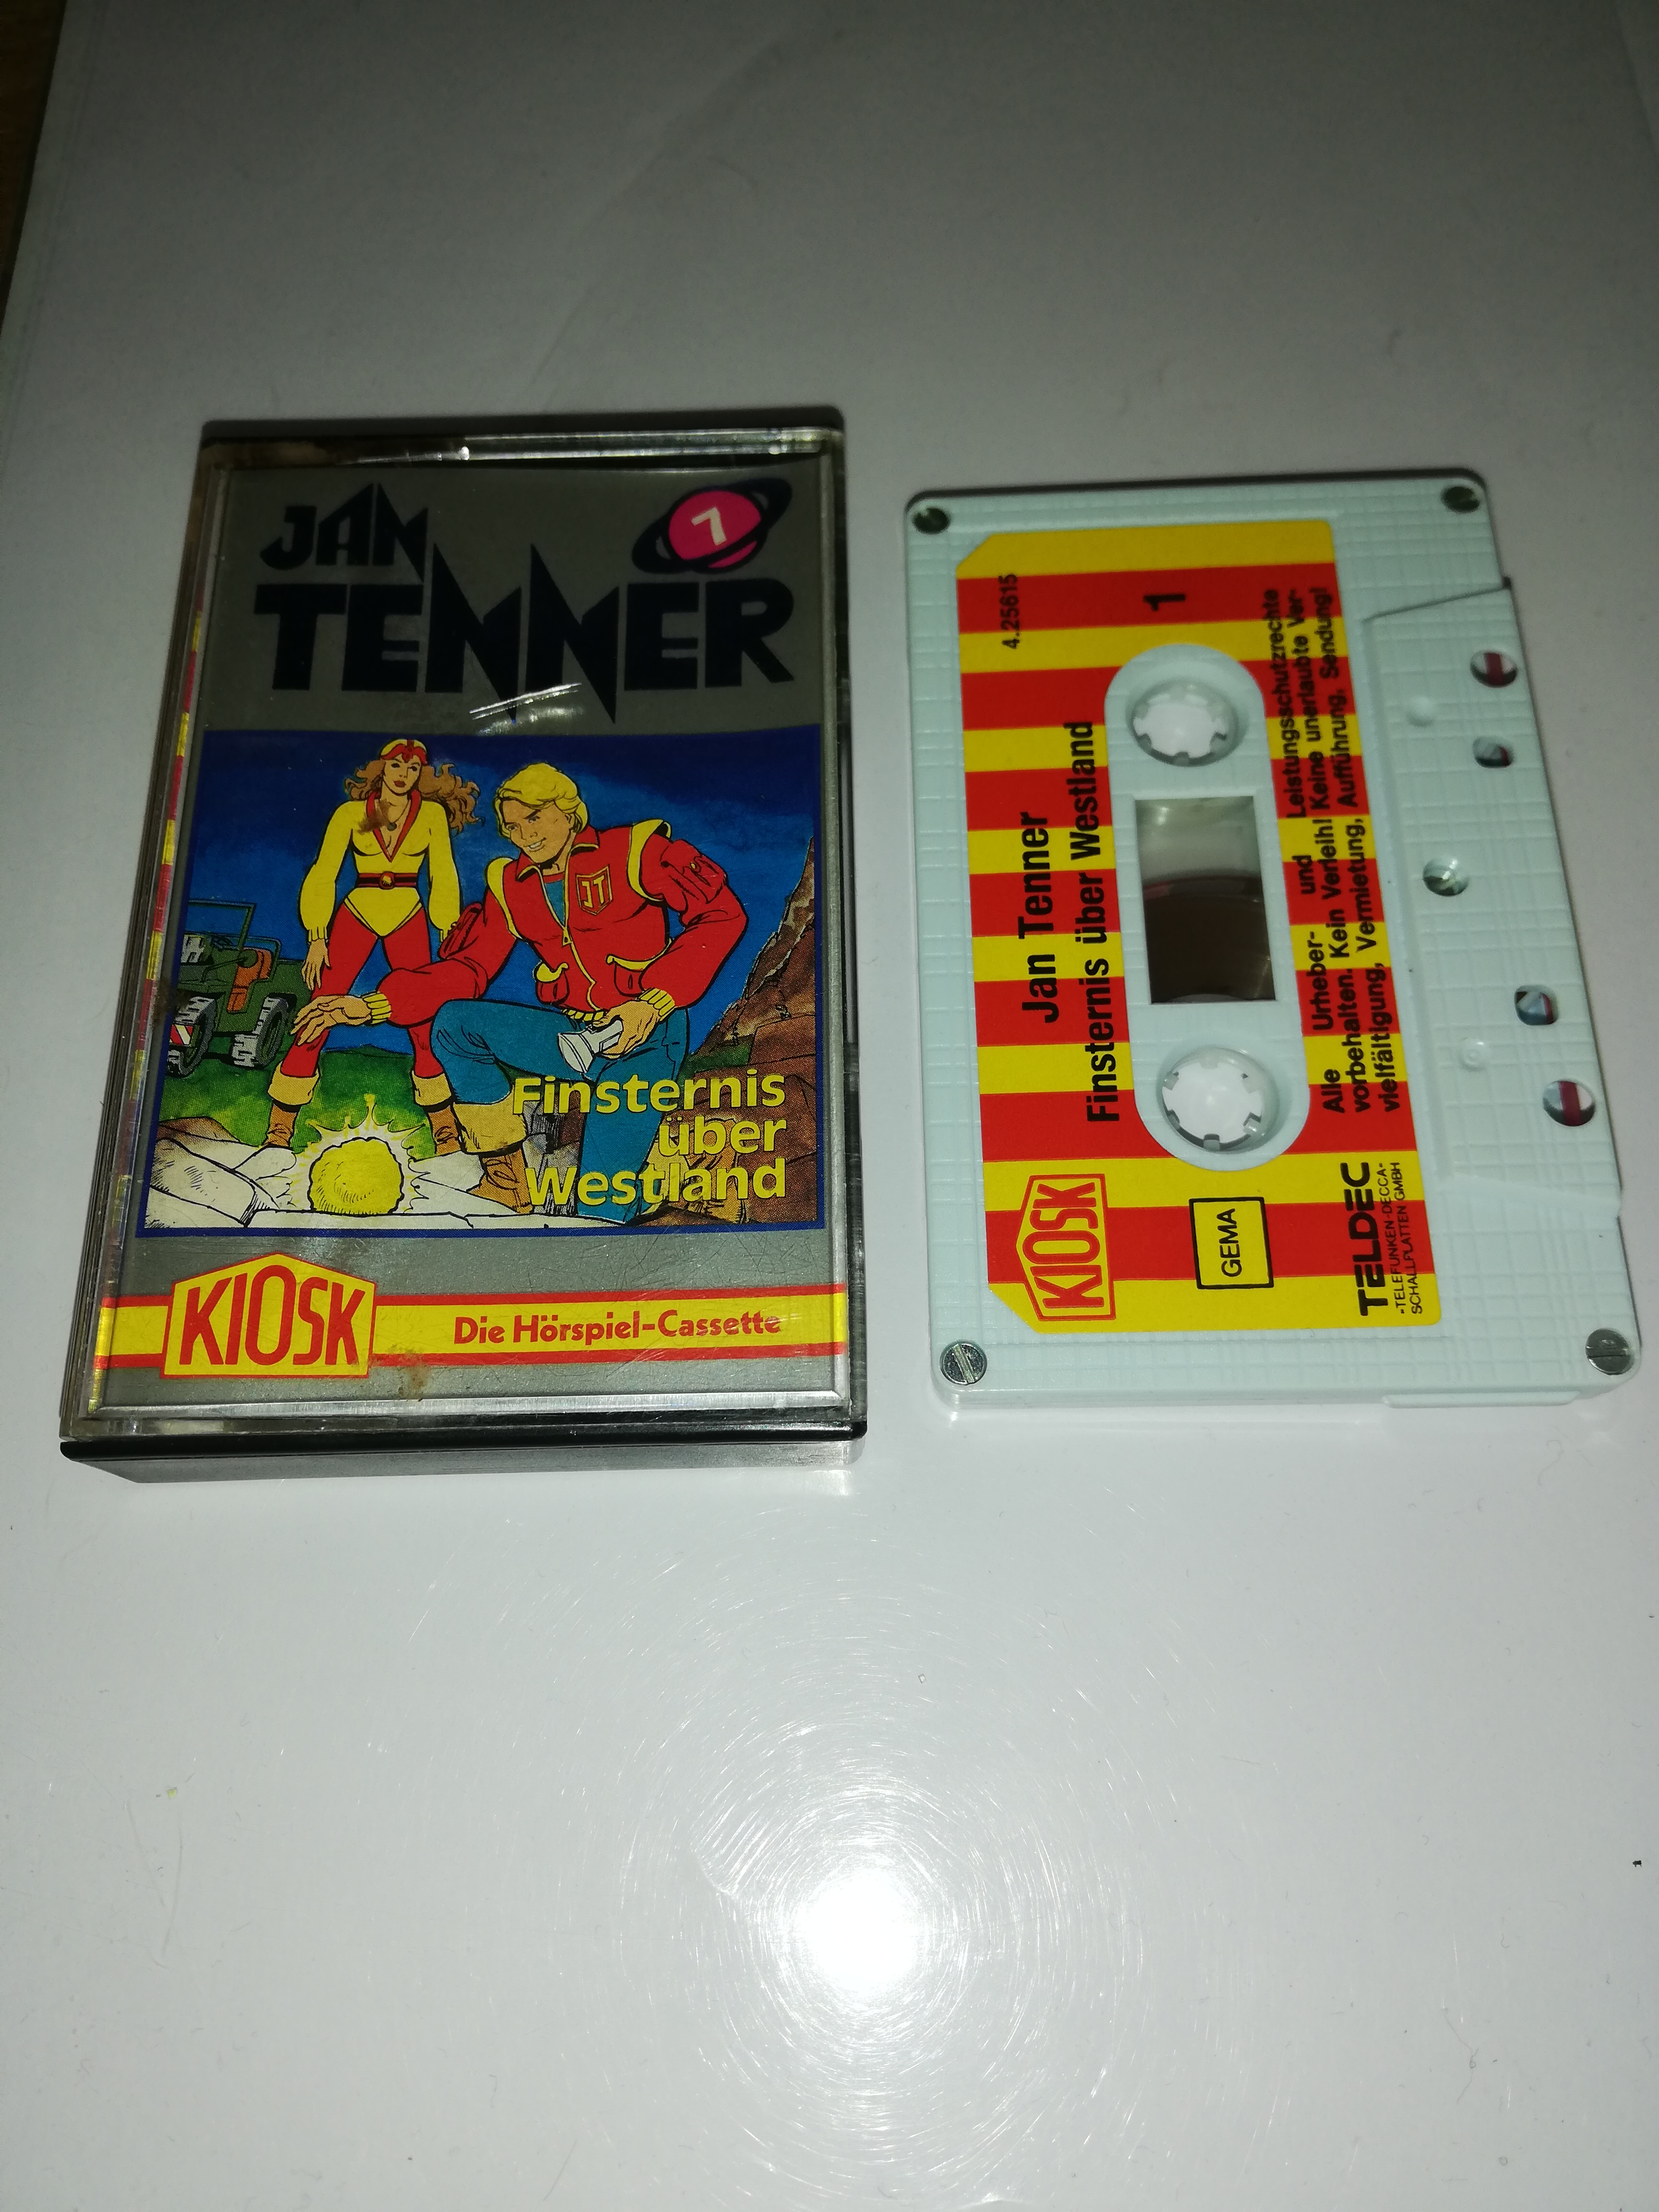 JAN
TENNER
7
JT
Finsternis
über
Westland
KIOSK
Die Hörspiel-Cassette
4.25615
1
Jan Tenner
Finsternis über Westland
KIOSK
GEMA
Alle Urheber- und Leistungsschutzrechte
vorbehalten. Kein Verleih! Keine unerlaubte Ver-
vielfältigung, Vermietung, Aufführung, Sendung!
TELDEC
»TELEFUNKEN-DECCA«
SCHALLPLATTEN GMBH